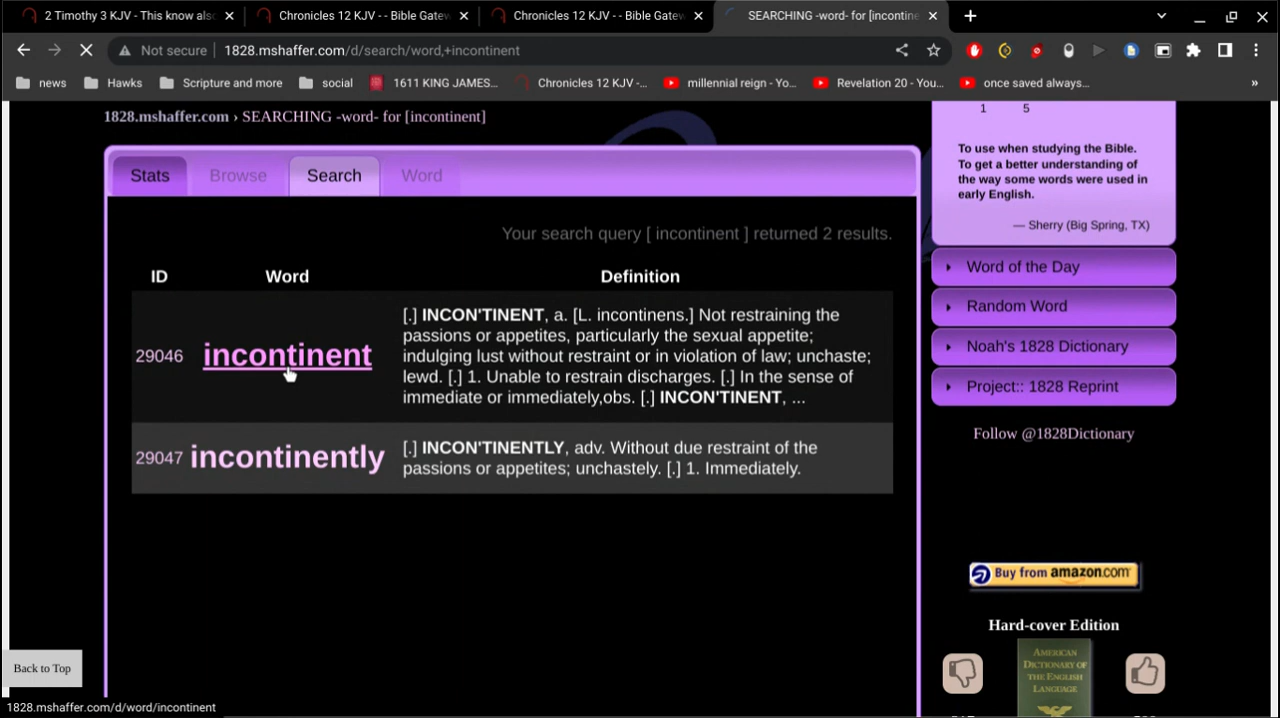 2 Timothy 3 KJV - This know als
Chronicles 12 KJV - - Bible Gatew
Chronicles 12 KJV - - Bible Gatew
SEARCHING -word- for [incontine
Not secure
1828.mshaffer.com/d/search/word,+incontinent
news
Hawks
Scripture and more
social
1611 KING JAMES...
Chronicles 12 KJV -...
millennial reign - Yo...
Revelation 20 - You...
once saved always...
»
1828.mshaffer.com › SEARCHING -word- for [incontinent]
Stats
Browse
Search
Word
Your search query [ incontinent ] returned 2 results.
ID
Word
Definition
29046
incontinent
[.] INCON'TINENT, a. [L. incontinens.] Not restraining the
passions or appetites, particularly the sexual appetite;
indulging lust without restraint or in violation of law; unchaste;
lewd. [.] 1. Unable to restrain discharges. [.] In the sense of
immediate or immediately,obs. [.] INCON'TINENT, ...
29047
incontinently
[.] INCON'TINENTLY, adv. Without due restraint of the
passions or appetites; unchastely. [.] 1. Immediately.
1
5
To use when studying the Bible.
To get a better understanding of
the way some words were used in
early English.
— Sherry (Big Spring, TX)
Word of the Day
Random Word
Noah's 1828 Dictionary
Project:: 1828 Reprint
Follow @1828Dictionary
Buy from amazon.com
Hard-cover Edition
AMERICAN
DICTIONARY OF
THE ENGLISH
LANGUAGE
Back to Top
1828.mshaffer.com/d/word/incontinent